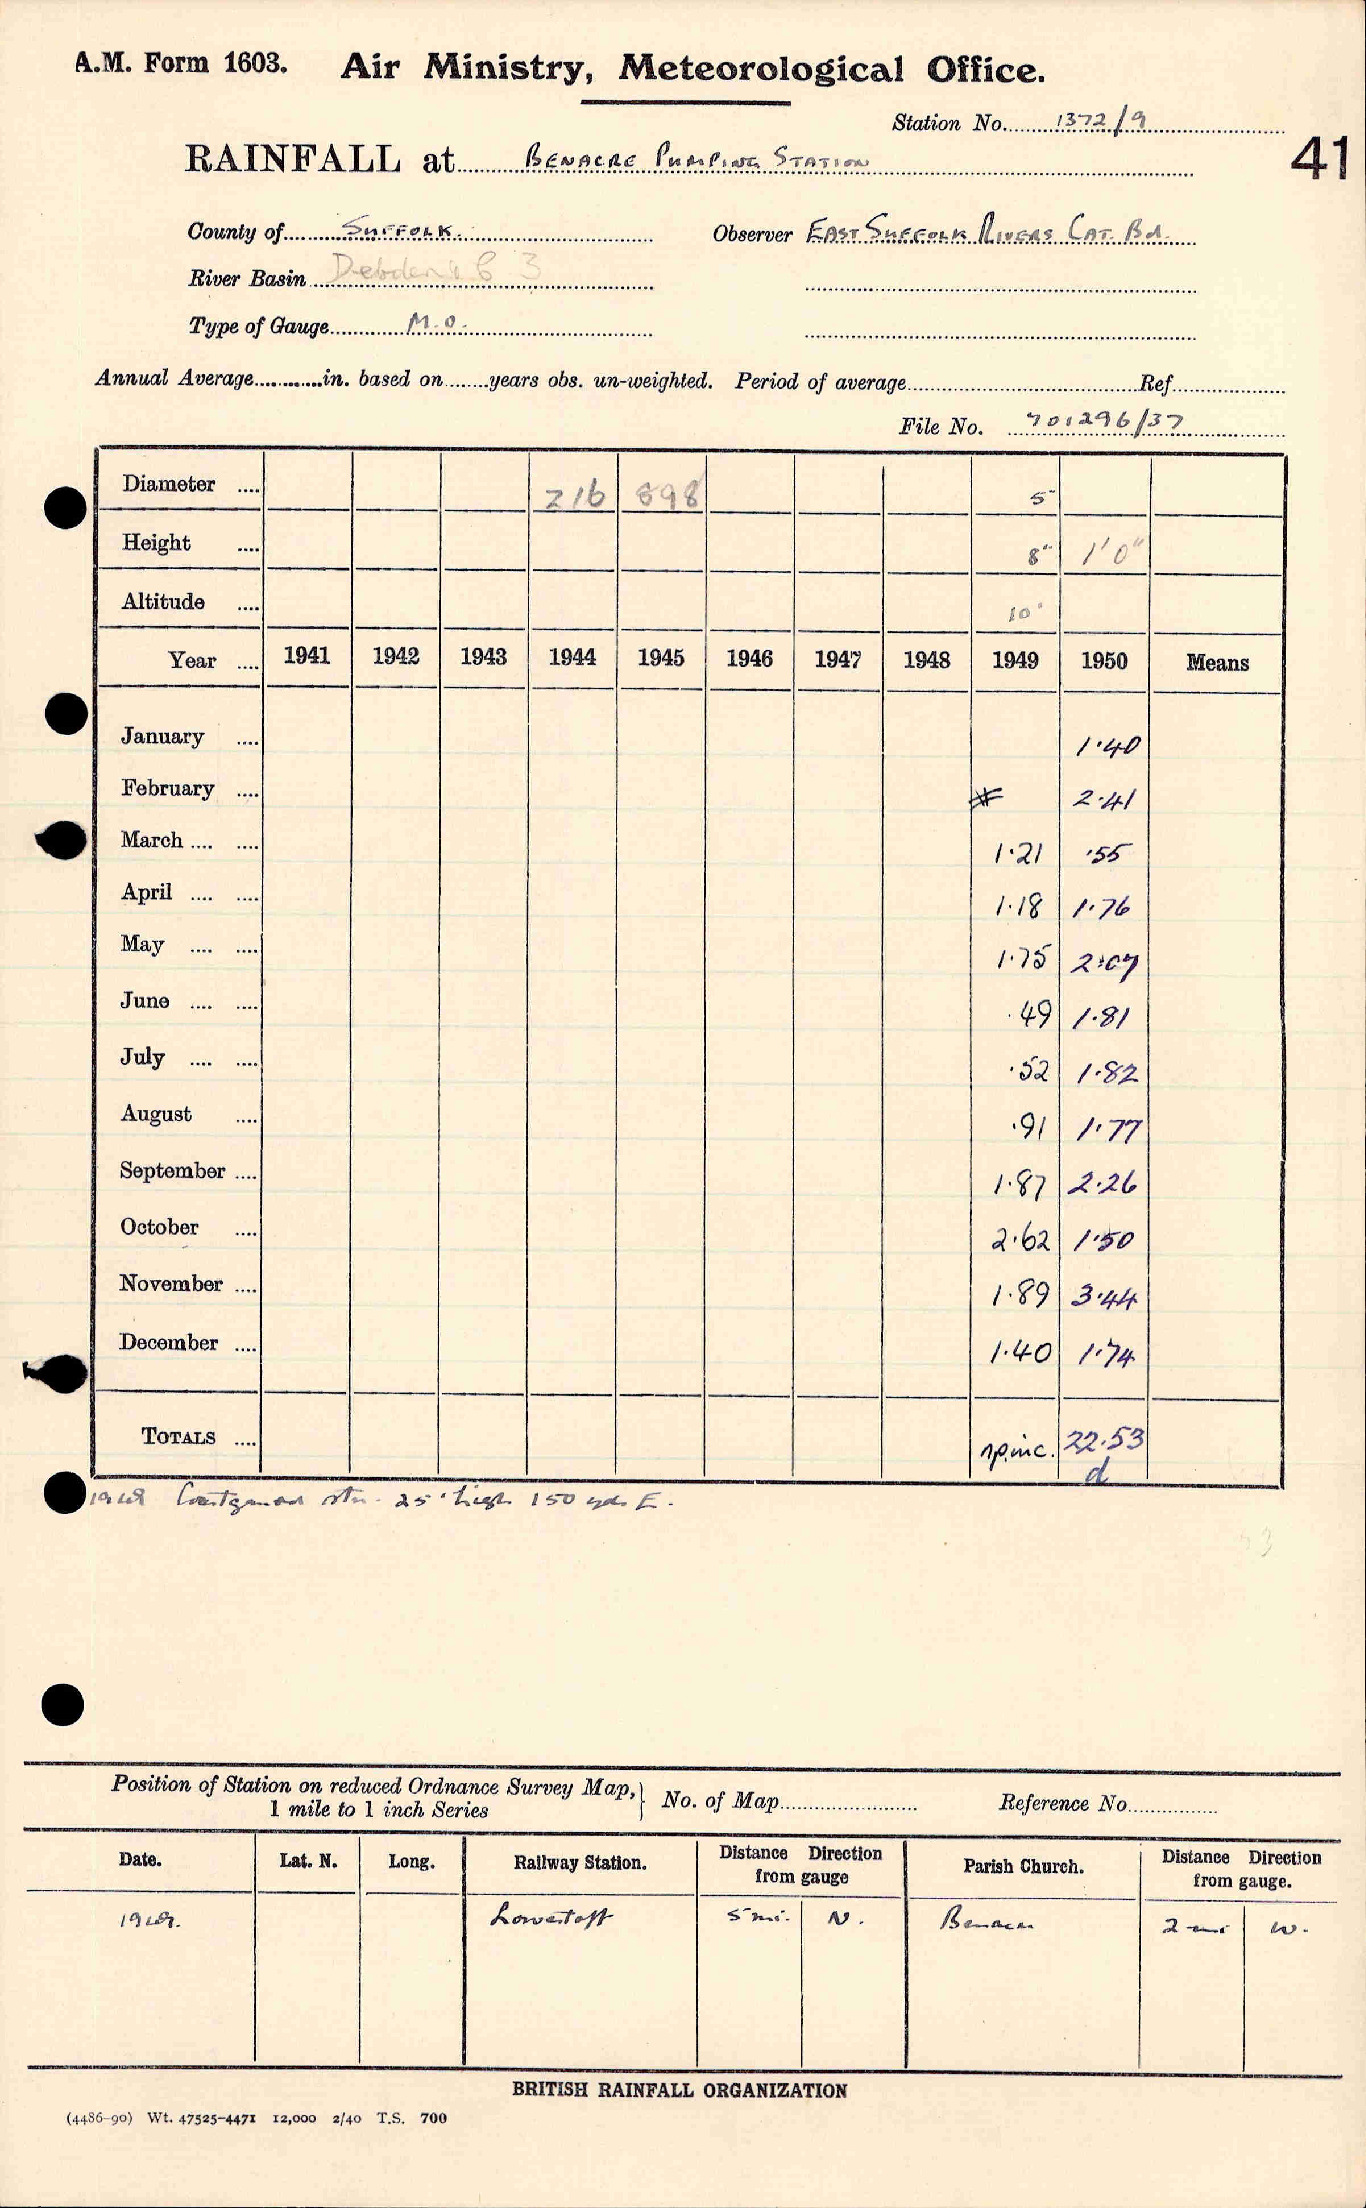 A.M. Form 1603. Air Ministry, Meteorological Office.
Station No. 1372/9
41
RAINFALL at BENACRE PUMPING STATION
County of SUFFOLK. Observer EAST SUFFOLK RIVERS CAT. Bd.
River Basin
Type of Gauge M.O.
Annual Average in. based on years obs. un-weighted. Period of average Ref.
File No. 701296/37
Diameter 216 898 5"
Height 8" 1'0"
Altitude 10'
Year 1941 1942 1943 1944 1945 1946 1947 1948 1949 1950 Means
January 1.40
February # 2.41
March 1.21 .55
April 1.18 1.76
May 1.75 2.07
June .49 1.81
July .52 1.82
August .91 1.77
September 1.87 2.26
October 2.62 1.50
November 1.89 3.44
December 1.40 1.74
TOTALS inc. 22.53
d
1949 Coastguard stn. 25' high 150 yds E.
Position of Station on reduced Ordnance Survey Map, } No. of Map Reference No.
1 mile to 1 inch Series
Date. Lat. N. Long. Railway Station. Distance Direction from gauge Parish Church. Distance Direction from gauge.
1949. Lowestoft 5 mi. N. Benacre 2 mi W.
BRITISH RAINFALL ORGANIZATION
(4486-90) Wt. 47525-4471 12,000 2/40 T.S. 700